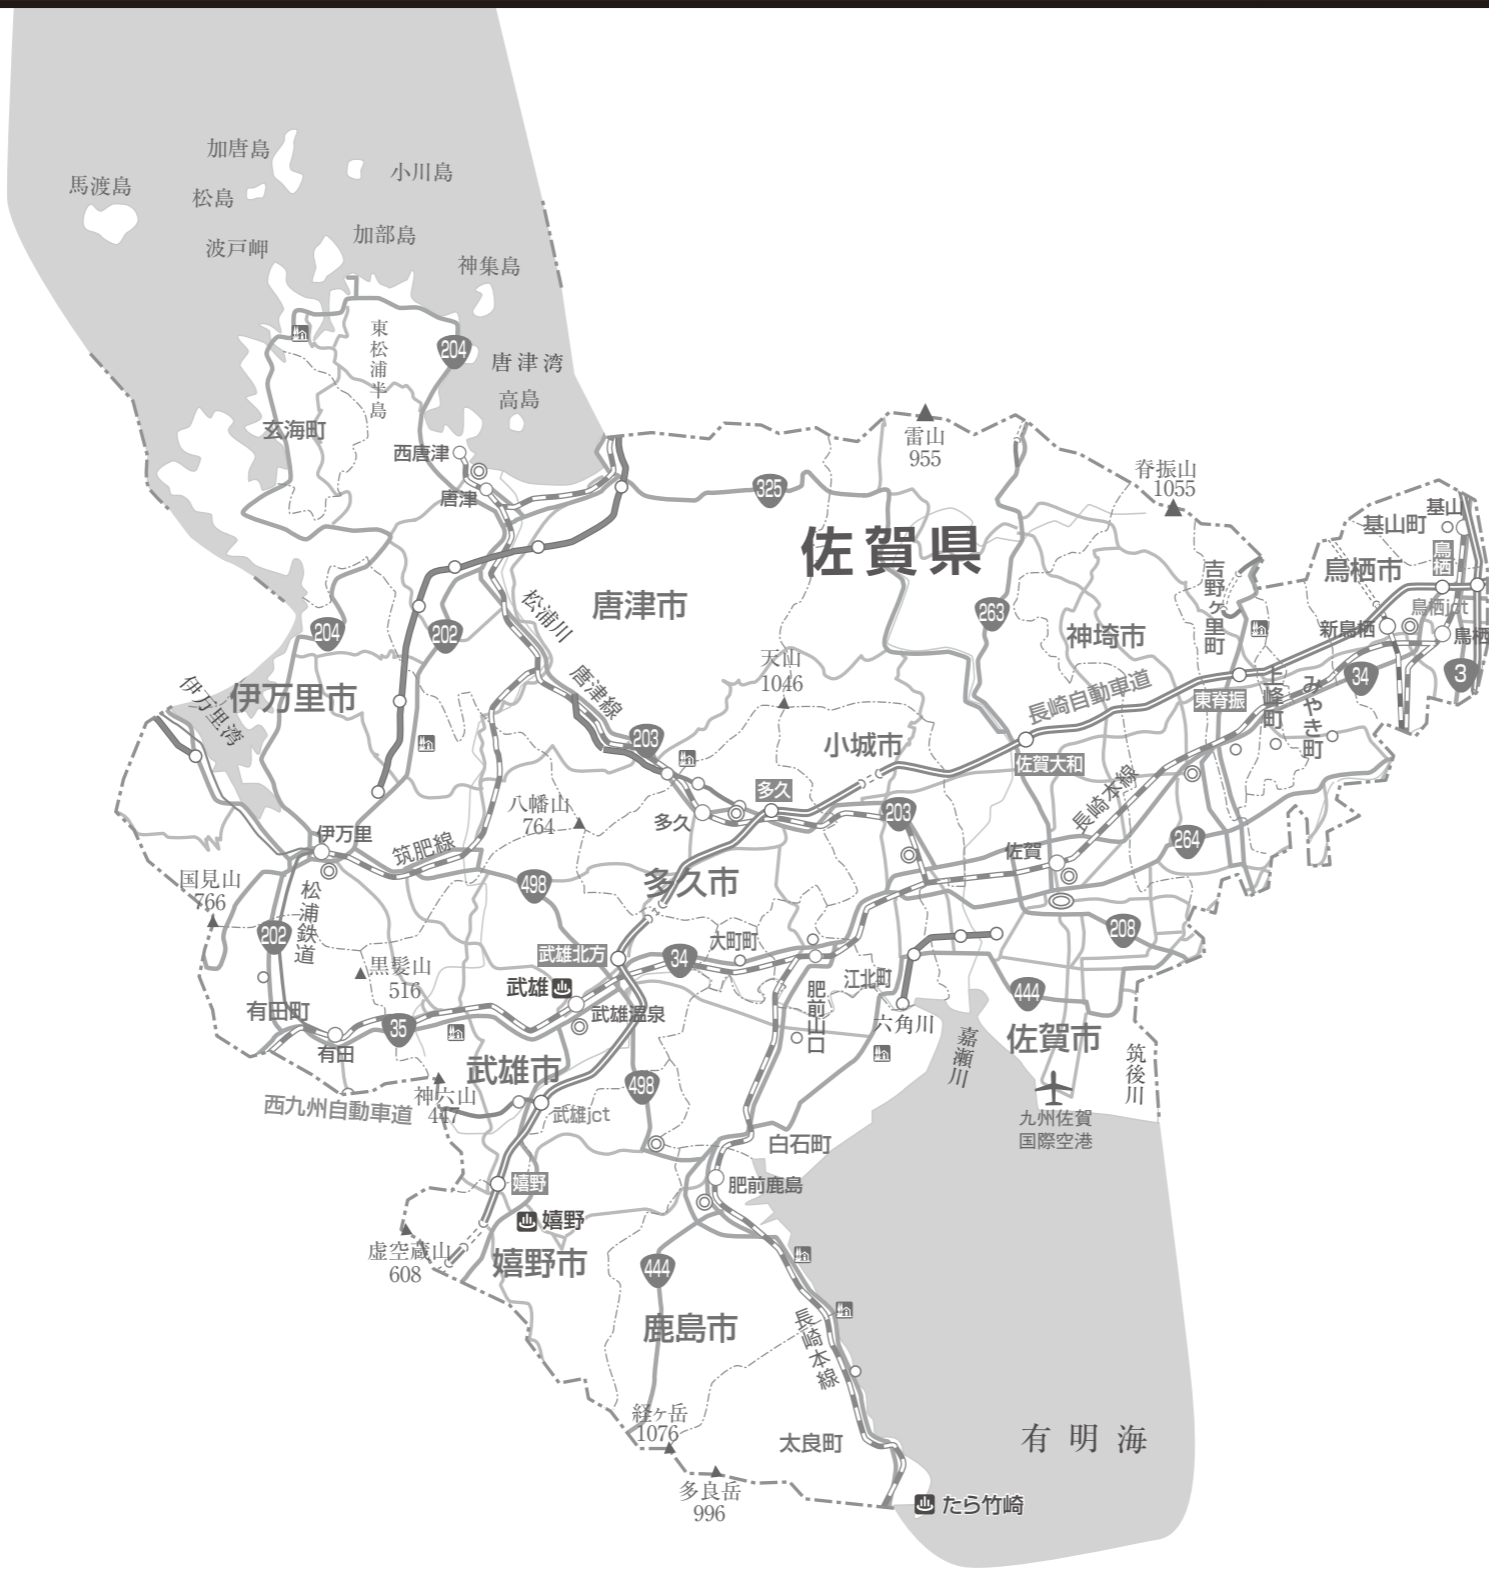 加唐島
馬渡島
松島
小川島
波戸岬
加部島
神集島
東松浦半島
204
唐津湾
高島
玄海町
西唐津
唐津
雷山
955
脊振山
1055
325
佐賀県
基山
基山町
鳥栖
鳥栖市
吉野ヶ里町
鳥栖jct
新鳥栖
鳥栖
唐津市
松浦川
263
神埼市
204
202
天山
1046
34
3
伊万里市
伊万里湾
唐津線
長崎自動車道
東脊振
上峰町
みやき町
203
小城市
佐賀大和
八幡山
764
多久
多久
203
長崎本線
264
伊万里
筑肥線
佐賀
国見山
766
松浦鉄道
498
多久市
202
武雄北方
34
大町町
208
黒髪山
516
武雄
江北町
444
有田町
35
武雄温泉
肥前山口
六角川
嘉瀬川
佐賀市
筑後川
有田
武雄市
西九州自動車道
神六山
447
498
武雄jct
九州佐賀
国際空港
白石町
嬉野
肥前鹿島
嬉野
虚空蔵山
608
嬉野市
444
鹿島市
長崎本線
経ヶ岳
1076
太良町
有明海
多良岳
996
たら竹崎